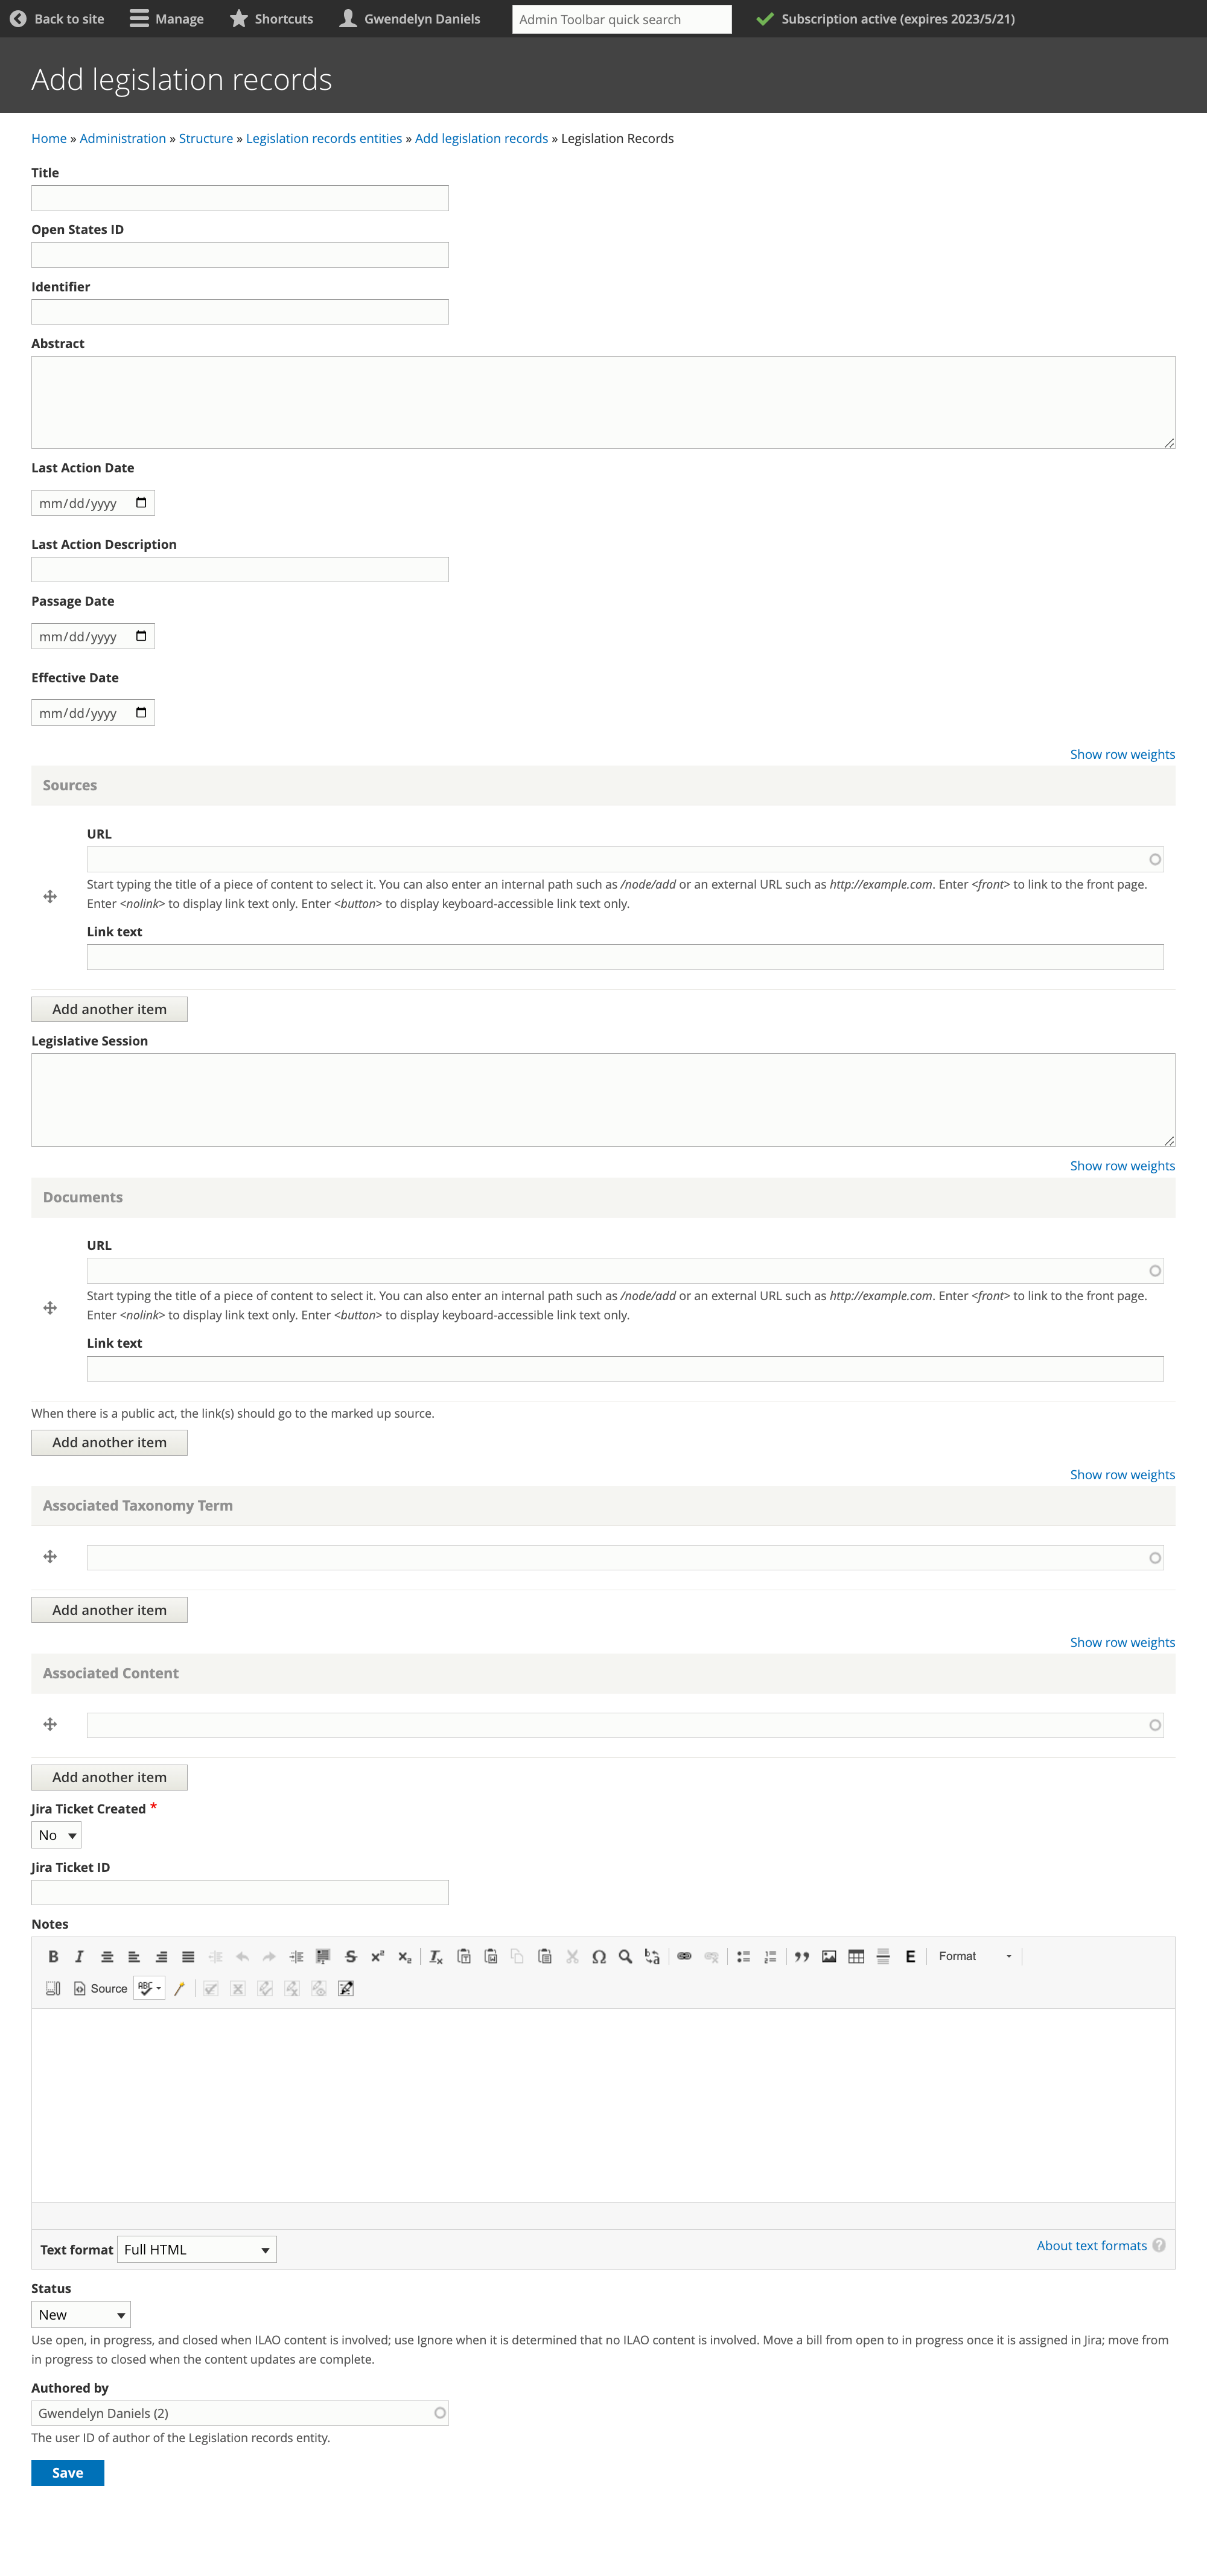 Back to site Manage Shortcuts Gwendelyn Daniels Admin Toolbar quick search Subscription active (expires 2023/5/21)
Add legislation records
Home » Administration » Structure » Legislation records entities » Add legislation records » Legislation Records
Title
Open States ID
Identifier
Abstract
Last Action Date
mm/dd/yyyy
Last Action Description
Passage Date
mm/dd/yyyy
Effective Date
mm/dd/yyyy
Show row weights
Sources
URL
Start typing the title of a piece of content to select it. You can also enter an internal path such as /node/add or an external URL such as http://example.com. Enter <front> to link to the front page.
Enter <nolink> to display link text only. Enter <button> to display keyboard-accessible link text only.
Link text
Add another item
Legislative Session
Show row weights
Documents
URL
Start typing the title of a piece of content to select it. You can also enter an internal path such as /node/add or an external URL such as http://example.com. Enter <front> to link to the front page.
Enter <nolink> to display link text only. Enter <button> to display keyboard-accessible link text only.
Link text
When there is a public act, the link(s) should go to the marked up source.
Add another item
Show row weights
Associated Taxonomy Term
Add another item
Show row weights
Associated Content
Add another item
Jira Ticket Created *
No
Jira Ticket ID
Notes
Format
Source
Text format Full HTML About text formats ?
Status
New
Use open, in progress, and closed when ILAO content is involved; use Ignore when it is determined that no ILAO content is involved. Move a bill from open to in progress once it is assigned in Jira; move from
in progress to closed when the content updates are complete.
Authored by
Gwendelyn Daniels (2)
The user ID of author of the Legislation records entity.
Save